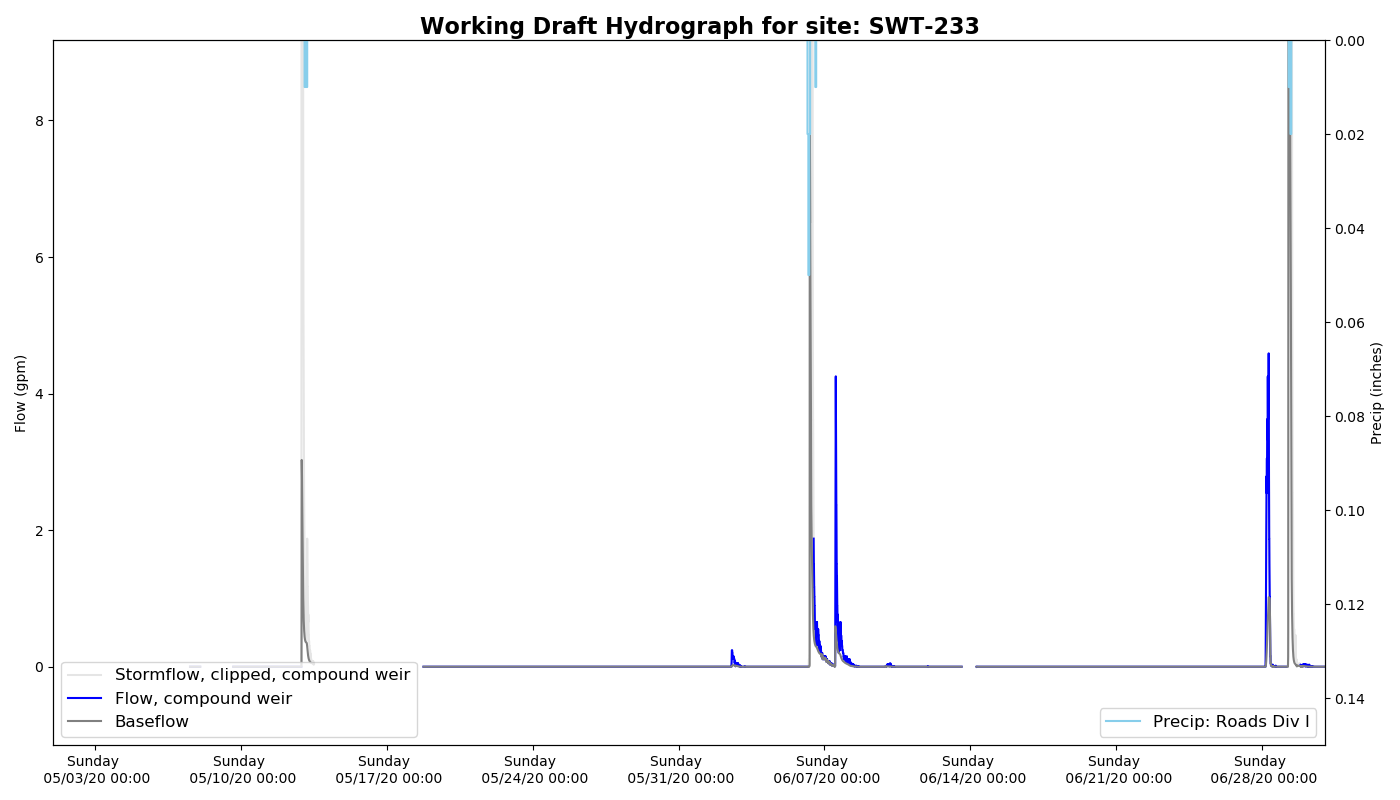 Working Draft Hydrograph for site: SWT-233
Flow (gpm)
8
6
4
2
0
0.00
0.02
0.04
0.06
0.08
0.10
0.12
0.14
Precip (inches)
Stormflow, clipped, compound weir
Flow, compound weir
Baseflow
Precip: Roads Div I
Sunday
05/03/20 00:00
Sunday
05/10/20 00:00
Sunday
05/17/20 00:00
Sunday
05/24/20 00:00
Sunday
05/31/20 00:00
Sunday
06/07/20 00:00
Sunday
06/14/20 00:00
Sunday
06/21/20 00:00
Sunday
06/28/20 00:00